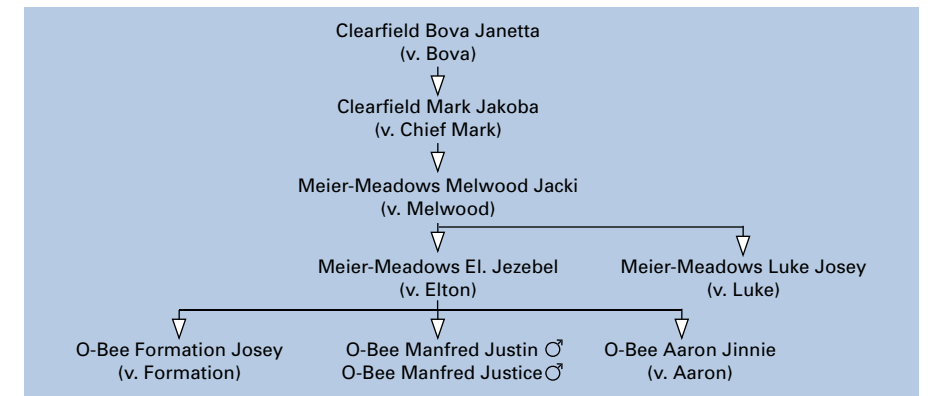 Clearfield Bova Janetta
(v. Bova)
Clearfield Mark Jakoba
(v. Chief Mark)
Meier-Meadows Melwood Jacki
(v. Melwood)
Meier-Meadows El. Jezebel
(v. Elton)
Meier-Meadows Luke Josey
(v. Luke)
O-Bee Formation Josey
(v. Formation)
O-Bee Manfred Justin ♂
O-Bee Manfred Justice ♂
O-Bee Aaron Jinnie
(v. Aaron)